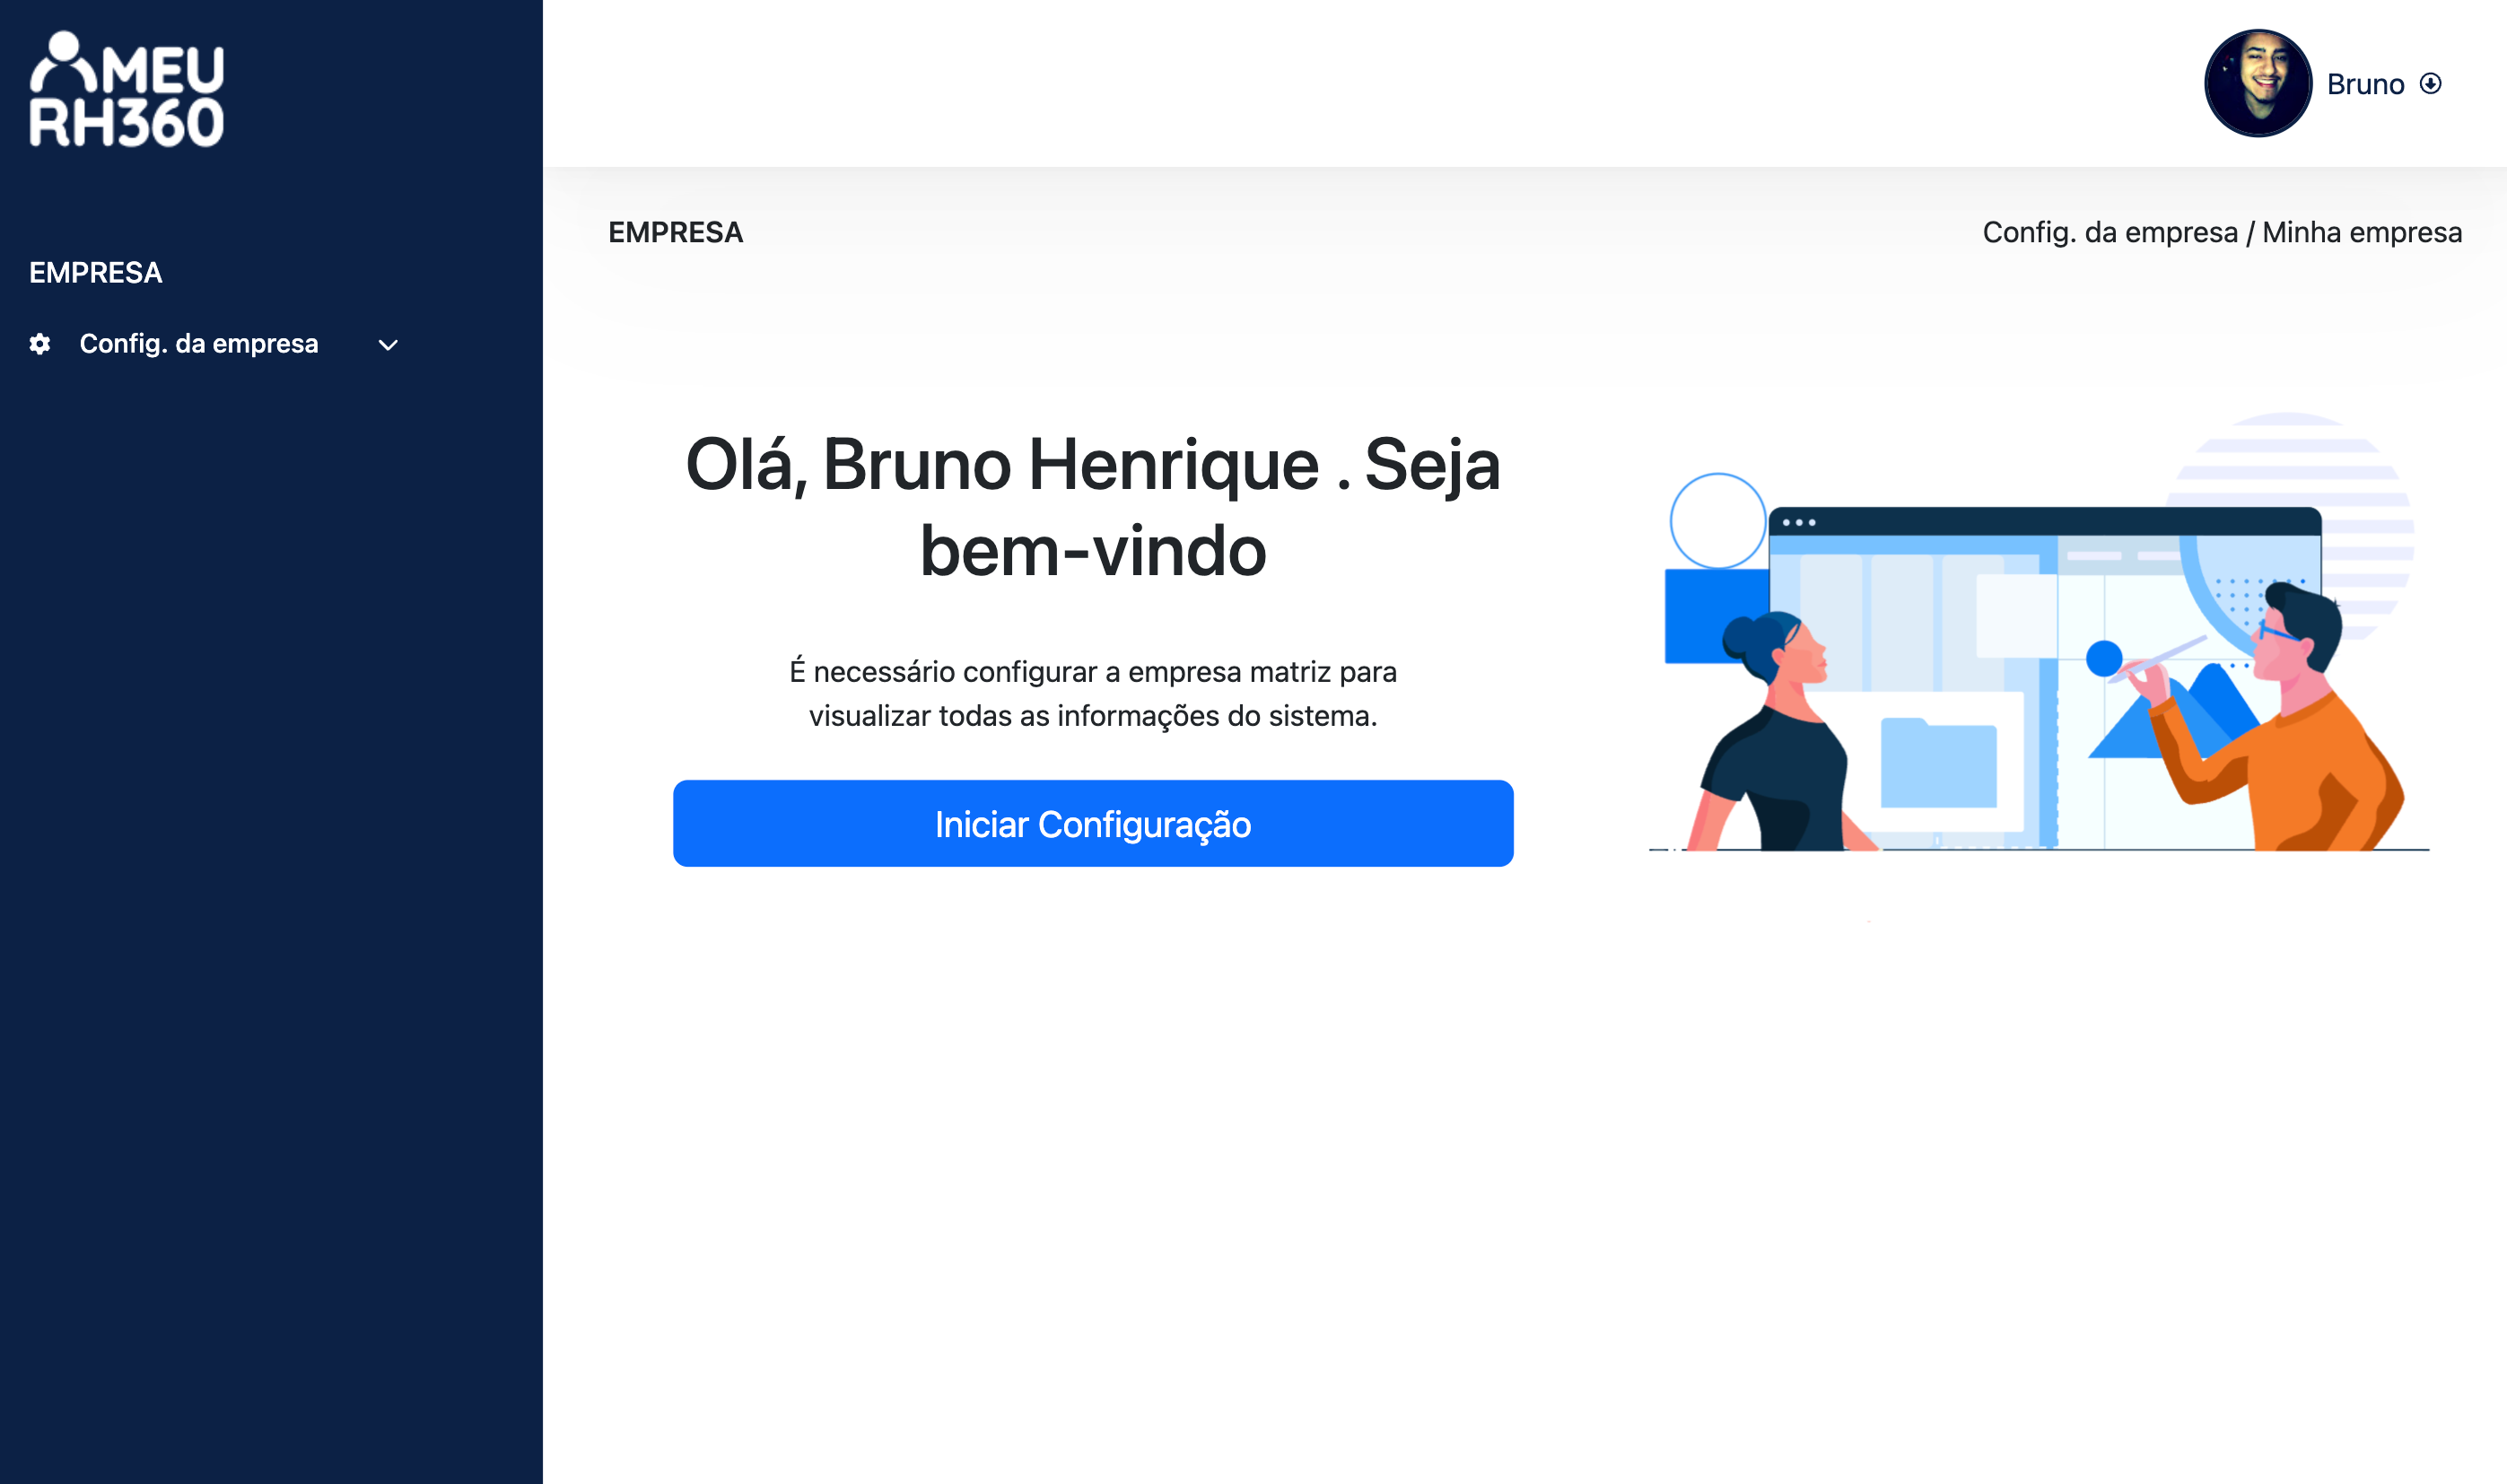 MEU
RH360
Bruno
EMPRESA
Config. da empresa
EMPRESA
Config. da empresa / Minha empresa
Olá, Bruno Henrique . Seja
bem-vindo
É necessário configurar a empresa matriz para
visualizar todas as informações do sistema.
Iniciar Configuração